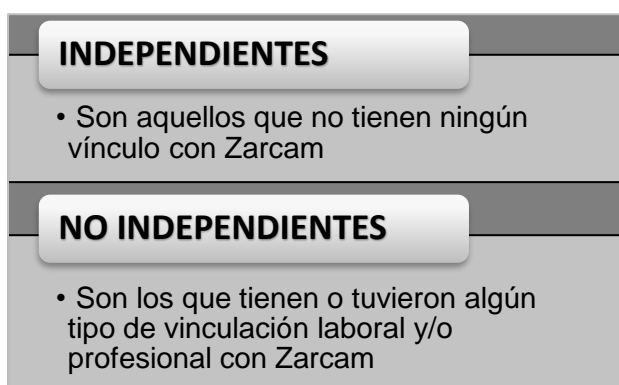 INDEPENDIENTES
• Son aquellos que no tienen ningún
vínculo con Zarcam
NO INDEPENDIENTES
• Son los que tienen o tuvieron algún
tipo de vinculación laboral y/o
profesional con Zarcam